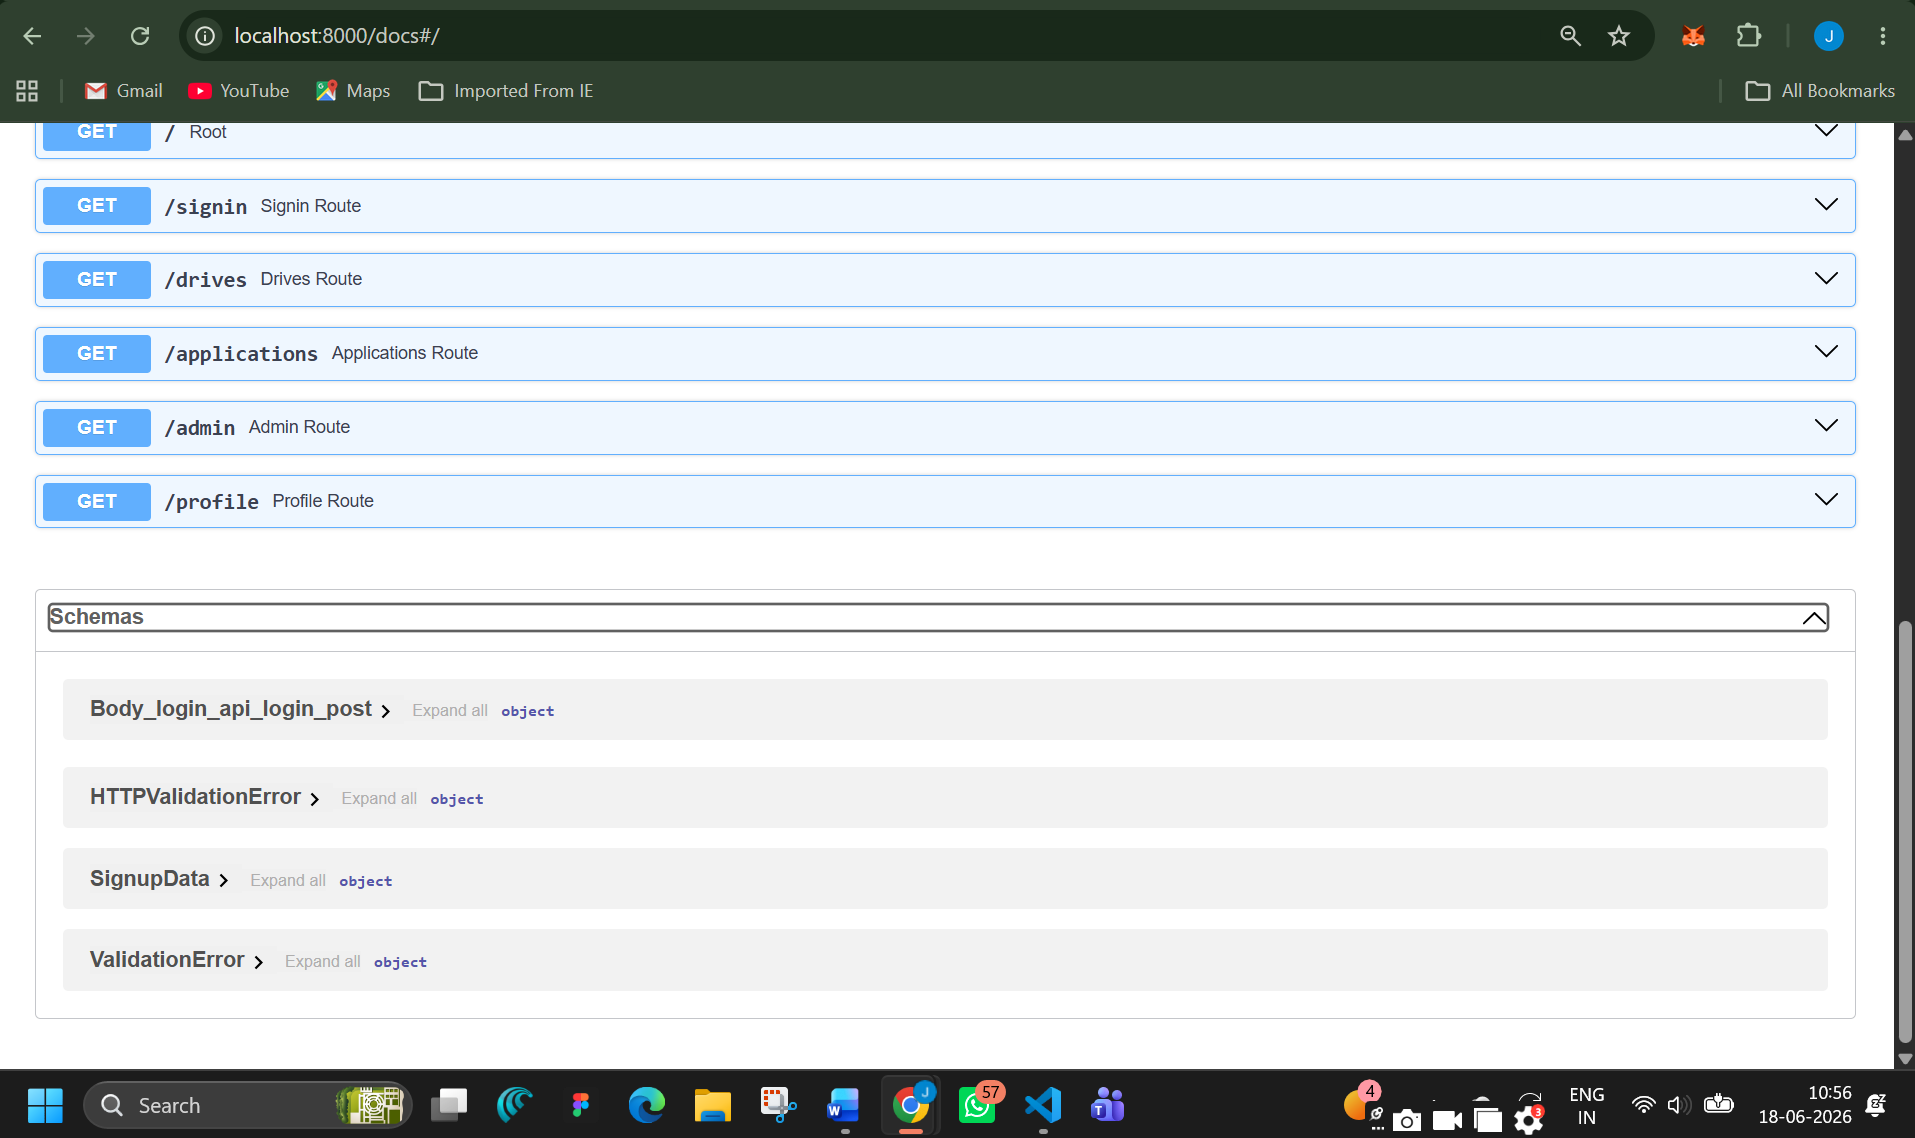 localhost:8000/docs#/
J
Gmail
YouTube
Maps
Imported From IE
All Bookmarks
GET / Root
GET /signin Signin Route
GET /drives Drives Route
GET /applications Applications Route
GET /admin Admin Route
GET /profile Profile Route
Schemas
Body_login_api_login_post Expand all object
HTTPValidationError Expand all object
SignupData Expand all object
ValidationError Expand all object
Search
W
J
57
T
4
3
ENG
IN
10:56
18-06-2026